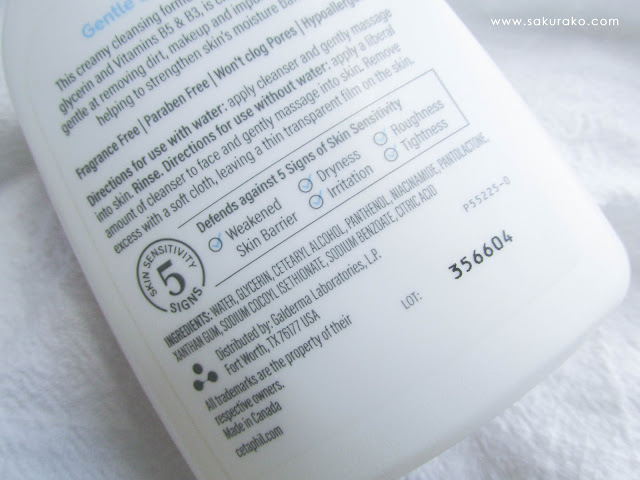 www.sakurako.com
Gentle
This creamy cleansing
glycerin and Vitamins B5 & B3, is
gentle at removing dirt, makeup and
helping to strengthen skin's moisture
Fragrance Free | Paraben Free | Won't clog Pores |
Directions for use with water: apply cleanser and gently massage
into skin. Rinse. Directions for use without water: apply a liberal
amount of cleanser to face and gently massage into skin. Remove
excess with a soft cloth, leaving a thin transparent film on the skin.
Defends against 5 Signs of Skin Sensitivity
Weakened
Skin Barrier
Dryness
Irritation
Roughness
Tightness
SKIN SENSITIVITY
5
SIGNS
INGREDIENTS: WATER, GLYCERIN, CETEARYL ALCOHOL, PANTHENOL, NIACINAMIDE, PANTOLACTONE,
XANTHAN GUM, SODIUM COCOYL ISETHIONATE, SODIUM BENZOATE, CITRIC ACID
Distributed by: Galderma Laboratories, L.P.
Fort Worth, TX 76177 USA
All trademarks are the property of their
respective owners.
Made in Canada
cetaphil.com
P55225-0
LOT:
356604